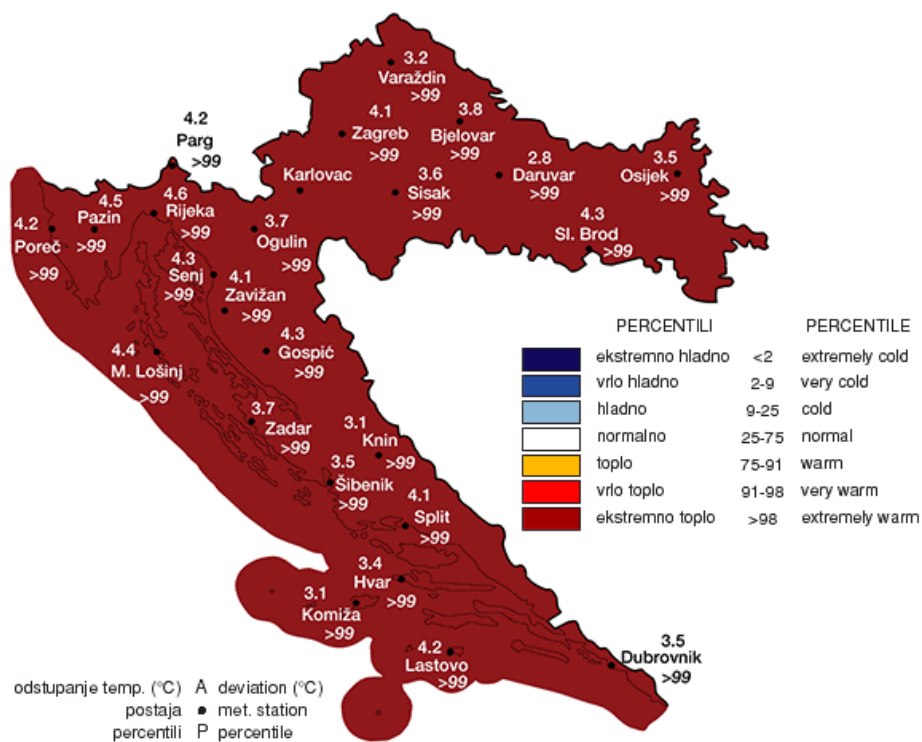 3.2
Varaždin
>99
4.1
Zagreb
>99
3.8
Bjelovar
>99
4.2
Parg
>99
Karlovac
3.6
Sisak
>99
2.8
Daruvar
>99
3.5
Osijek
>99
4.3
Sl. Brod
>99
4.2
Poreč
>99
4.5
Pazin
>99
4.6
Rijeka
>99
3.7
Ogulin
>99
4.3
Senj
>99
4.1
Zavižan
>99
4.3
Gospić
>99
4.4
M. Lošinj
>99
3.7
Zadar
>99
3.1
Knin
>99
3.5
Šibenik
>99
4.1
Split
>99
3.4
Hvar
>99
3.1
Komiža
>99
4.2
Lastovo
>99
3.5
Dubrovnik
>99
PERCENTILI PERCENTILE
ekstremno hladno <2 extremely cold
vrlo hladno 2-9 very cold
hladno 9-25 cold
normalno 25-75 normal
toplo 75-91 warm
vrlo toplo 91-98 very warm
ekstremno toplo >98 extremely warm
odstupanje temp. (°C) A deviation (°C)
postaja ● met. station
percentili P percentile